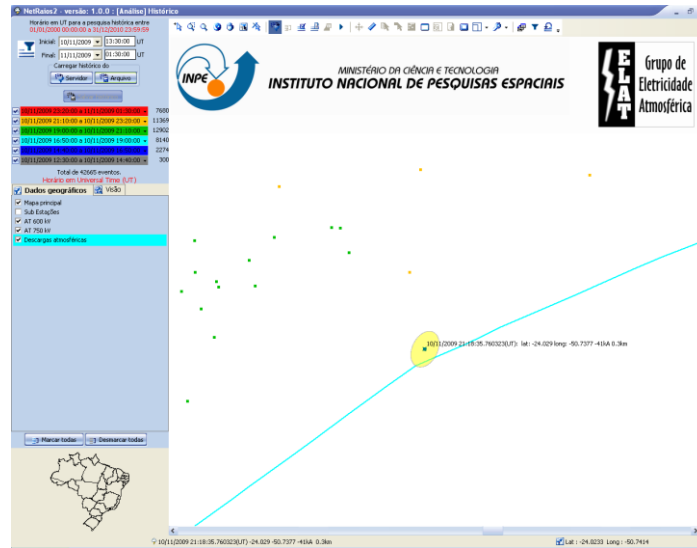 NetRaios2 - versão: 1.0.0 : [Análise] Histórico
Horário em UT para a pesquisa histórica entre
01/01/2000 00:00:00 a 31/12/2010 23:59:59
Inicial: 10/11/2009 13:30:00 UT
Final: 11/11/2009 01:30:00 UT
Carregar histórico do
Servidor Arquivo
10/11/2009 23:20:00 a 11/11/2009 01:30:00 7680
10/11/2009 21:10:00 a 10/11/2009 23:20:00 11369
10/11/2009 19:00:00 a 10/11/2009 21:10:00 12902
10/11/2009 16:50:00 a 10/11/2009 19:00:00 8140
2274
10/11/2009 12:30:00 a 10/11/2009 14:40:00 300
Total de 42665 eventos.
Horário em Universal Time (UT)
Dados geográficos Visão
Mapa principal
Sub Estações
AT 600 kV
AT 750 kV
Descargas atmosféricas
Marcar todas Desmarcar todas
INPE
MINISTÉRIO DA CIÊNCIA E TECNOLOGIA
INSTITUTO NACIONAL DE PESQUISAS ESPACIAIS
ELAT
Grupo de
Eletricidade
Atmosférica
10/11/2009 21:18:35.760323(UT): lat: -24.029 long: -50.7377 -41kA 0.3km
10/11/2009 21:18:35.760323(UT) -24.029 -50.7377 -41kA 0.3km
Lat : -24.0233 Long : -50.7414